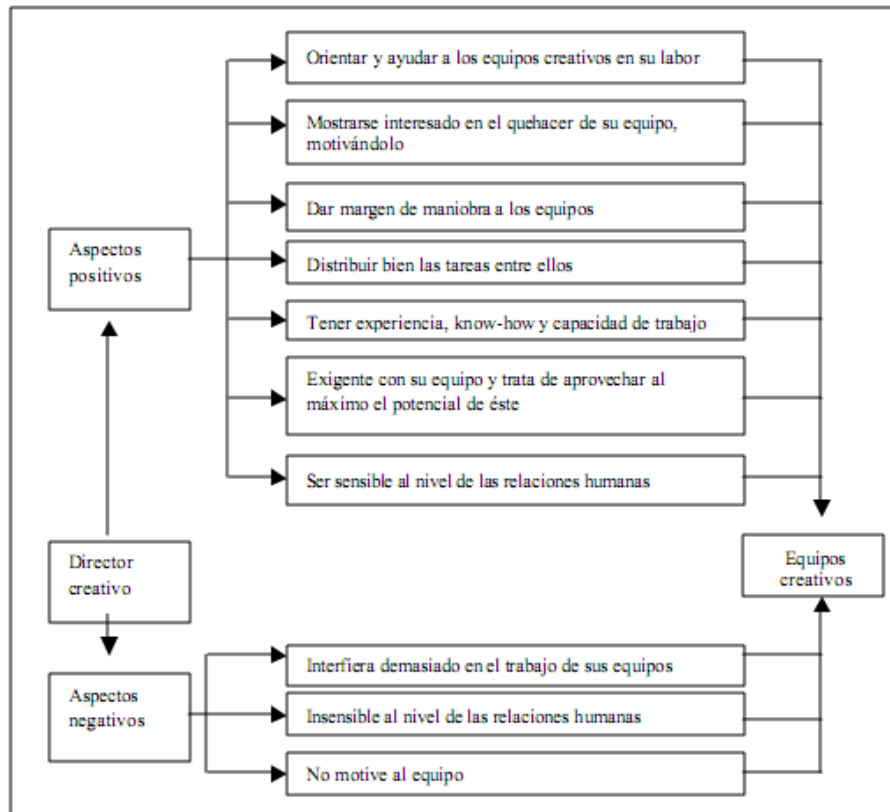 Orientar y ayudar a los equipos creativos en su labor
Mostrarse interesado en el quehacer de su equipo,
motivándolo
Dar margen de maniobra a los equipos
Aspectos
positivos
Distribuir bien las tareas entre ellos
Tener experiencia, know-how y capacidad de trabajo
Exigente con su equipo y trata de aprovechar al
máximo el potencial de éste
Ser sensible al nivel de las relaciones humanas
Director
creativo
Equipos
creativos
Aspectos
negativos
Interfiera demasiado en el trabajo de sus equipos
Insensible al nivel de las relaciones humanas
No motive al equipo